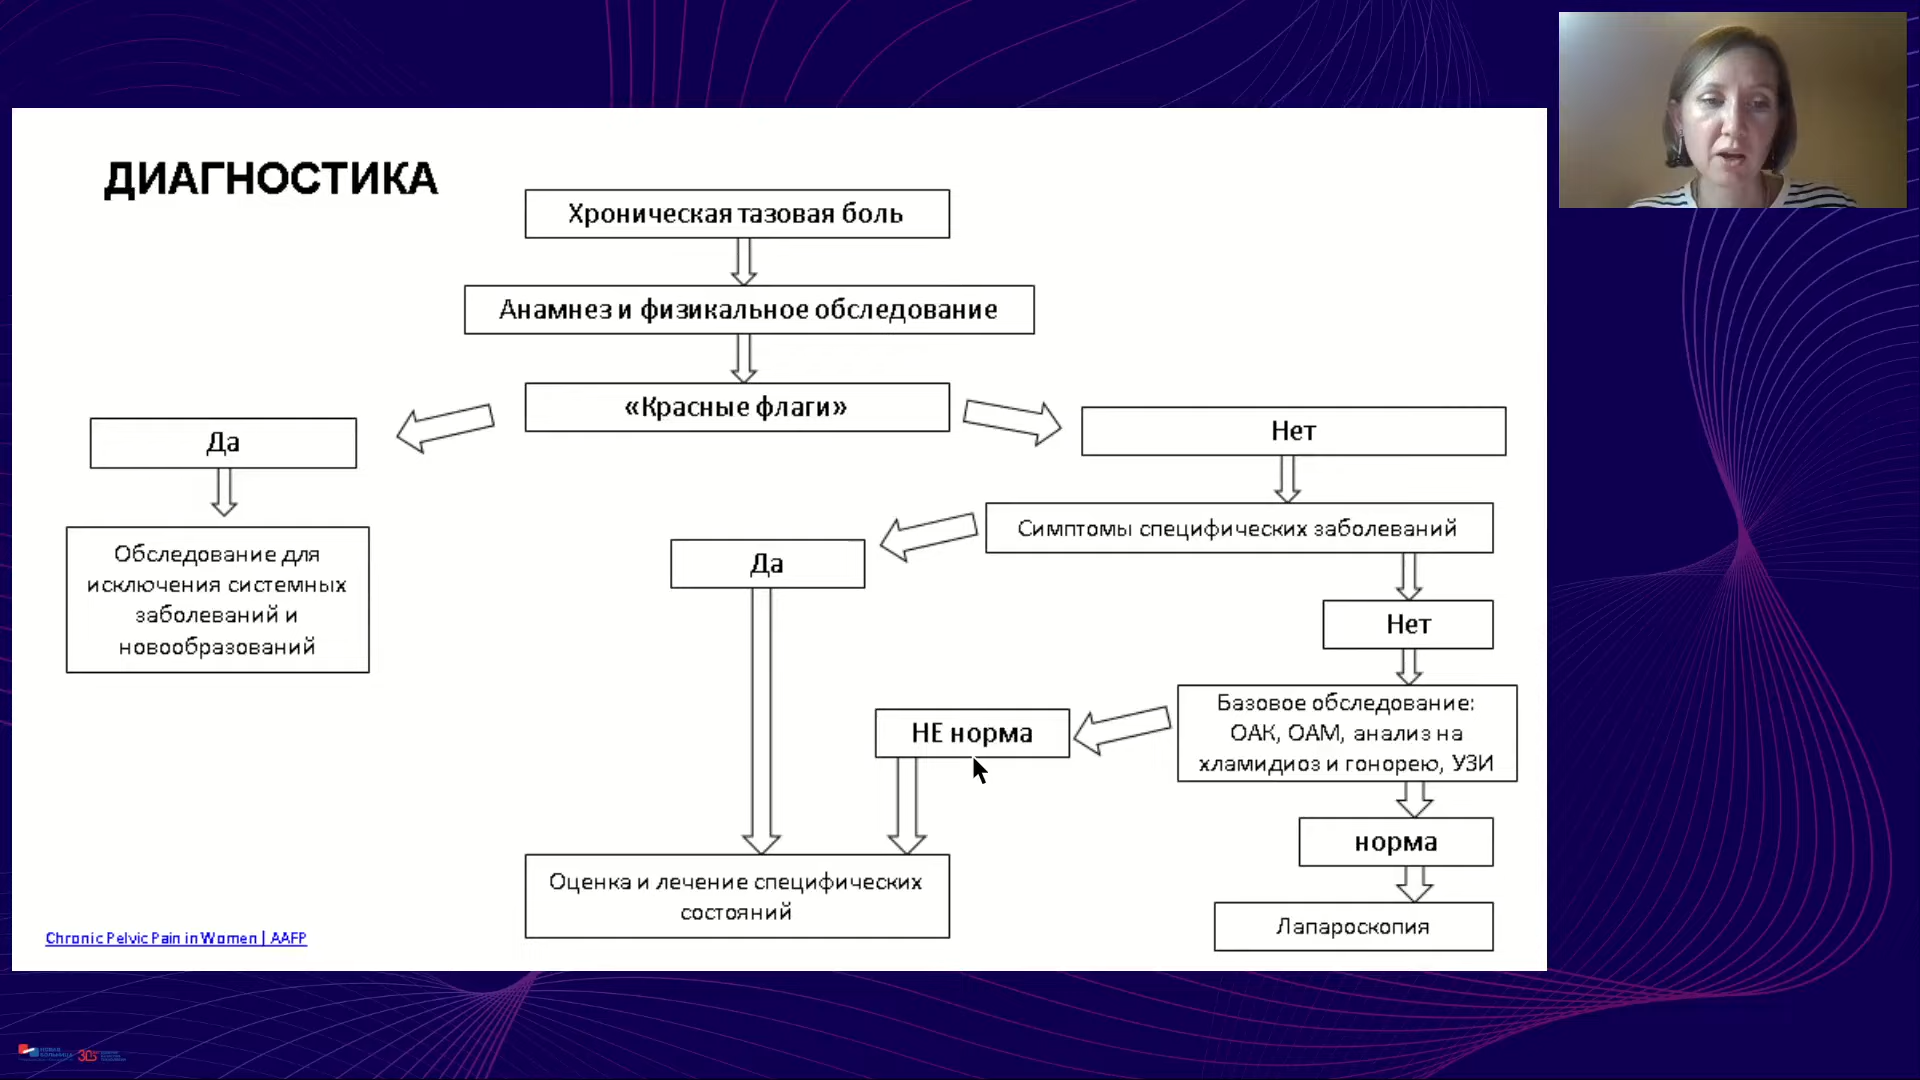 ДИАГНОСТИКА
Хроническая тазовая боль
Анамнез и физикальное обследование
«Красные флаги»
Да
Нет
Обследование для
исключения системных
заболеваний и
новообразований
Симптомы специфических заболеваний
Да
Нет
Базовое обследование:
ОАК, ОАМ, анализ на
хламидиоз и гонорею, УЗИ
НЕ норма
норма
Оценка и лечение специфических
состояний
Лапароскопия
Chronic Pelvic Pain in Women | AAFP
НОВАЯ
БОЛЬНИЦА